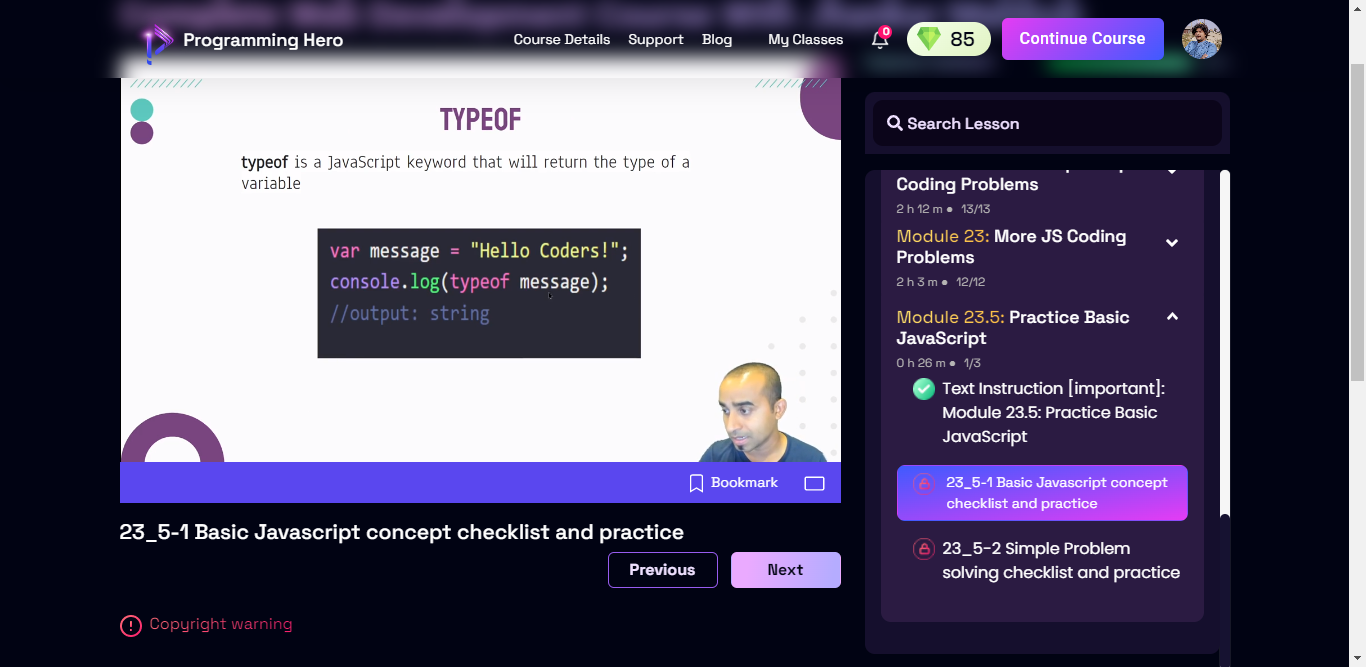 Programming Hero
Course Details
Support
Blog
My Classes
0
85
Continue Course
TYPEOF
typeof is a JavaScript keyword that will return the type of a
variable
var message = "Hello Coders!";
console.log(typeof message);
//output: string
Bookmark
23_5-1 Basic Javascript concept checklist and practice
Previous
Next
Copyright warning
Search Lesson
Coding Problems
2 h 12 m ● 13/13
Module 23: More JS Coding
Problems
2 h 3 m ● 12/12
Module 23.5: Practice Basic
JavaScript
0 h 26 m ● 1/3
Text Instruction [important]:
Module 23.5: Practice Basic
JavaScript
23_5-1 Basic Javascript concept
checklist and practice
23_5-2 Simple Problem
solving checklist and practice